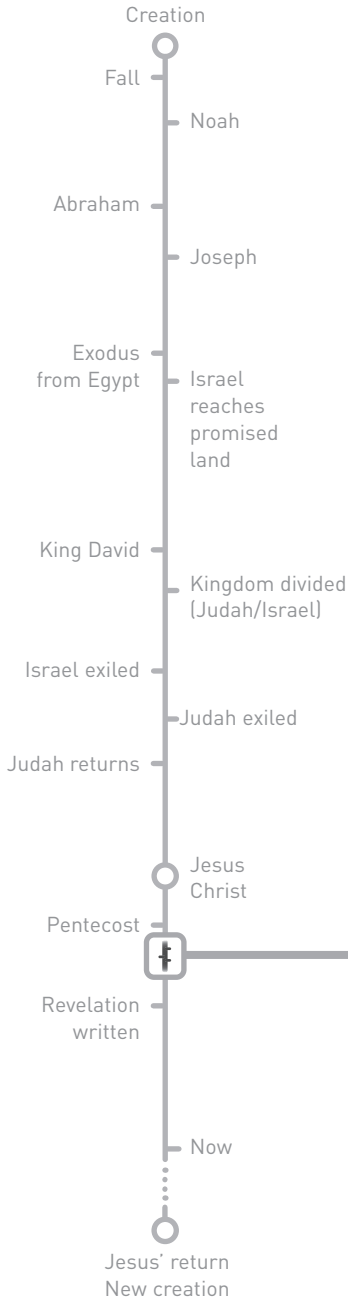 Creation
Fall
Noah
Abraham
Joseph
Exodus
from Egypt
Israel
reaches
promised
land
King David
Kingdom divided
(Judah/Israel)
Israel exiled
Judah exiled
Judah returns
Jesus
Christ
Pentecost
Revelation
written
Now
Jesus’ return
New creation